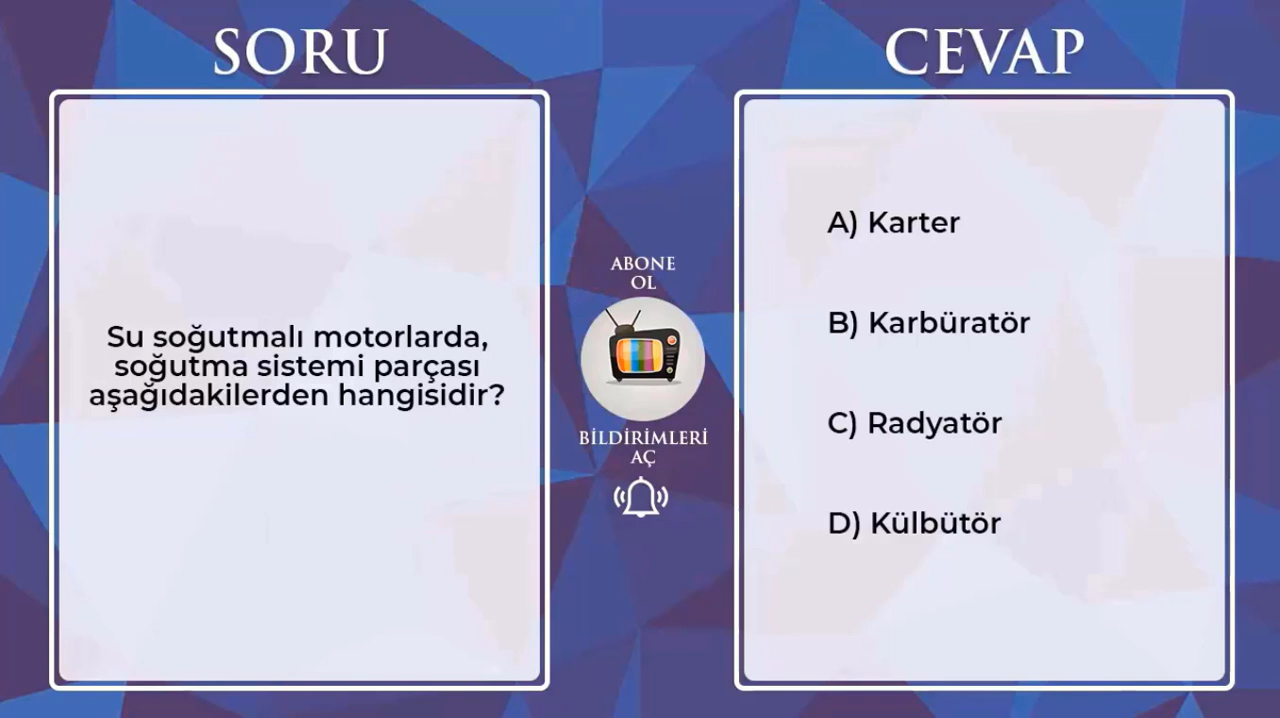 SORU
CEVAP
Su soğutmalı motorlarda,
soğutma sistemi parçası
aşağıdakilerden hangisidir?
ABONE
OL
BİLDİRİMLERİ
AÇ
A) Karter
B) Karbüratör
C) Radyatör
D) Külbütör